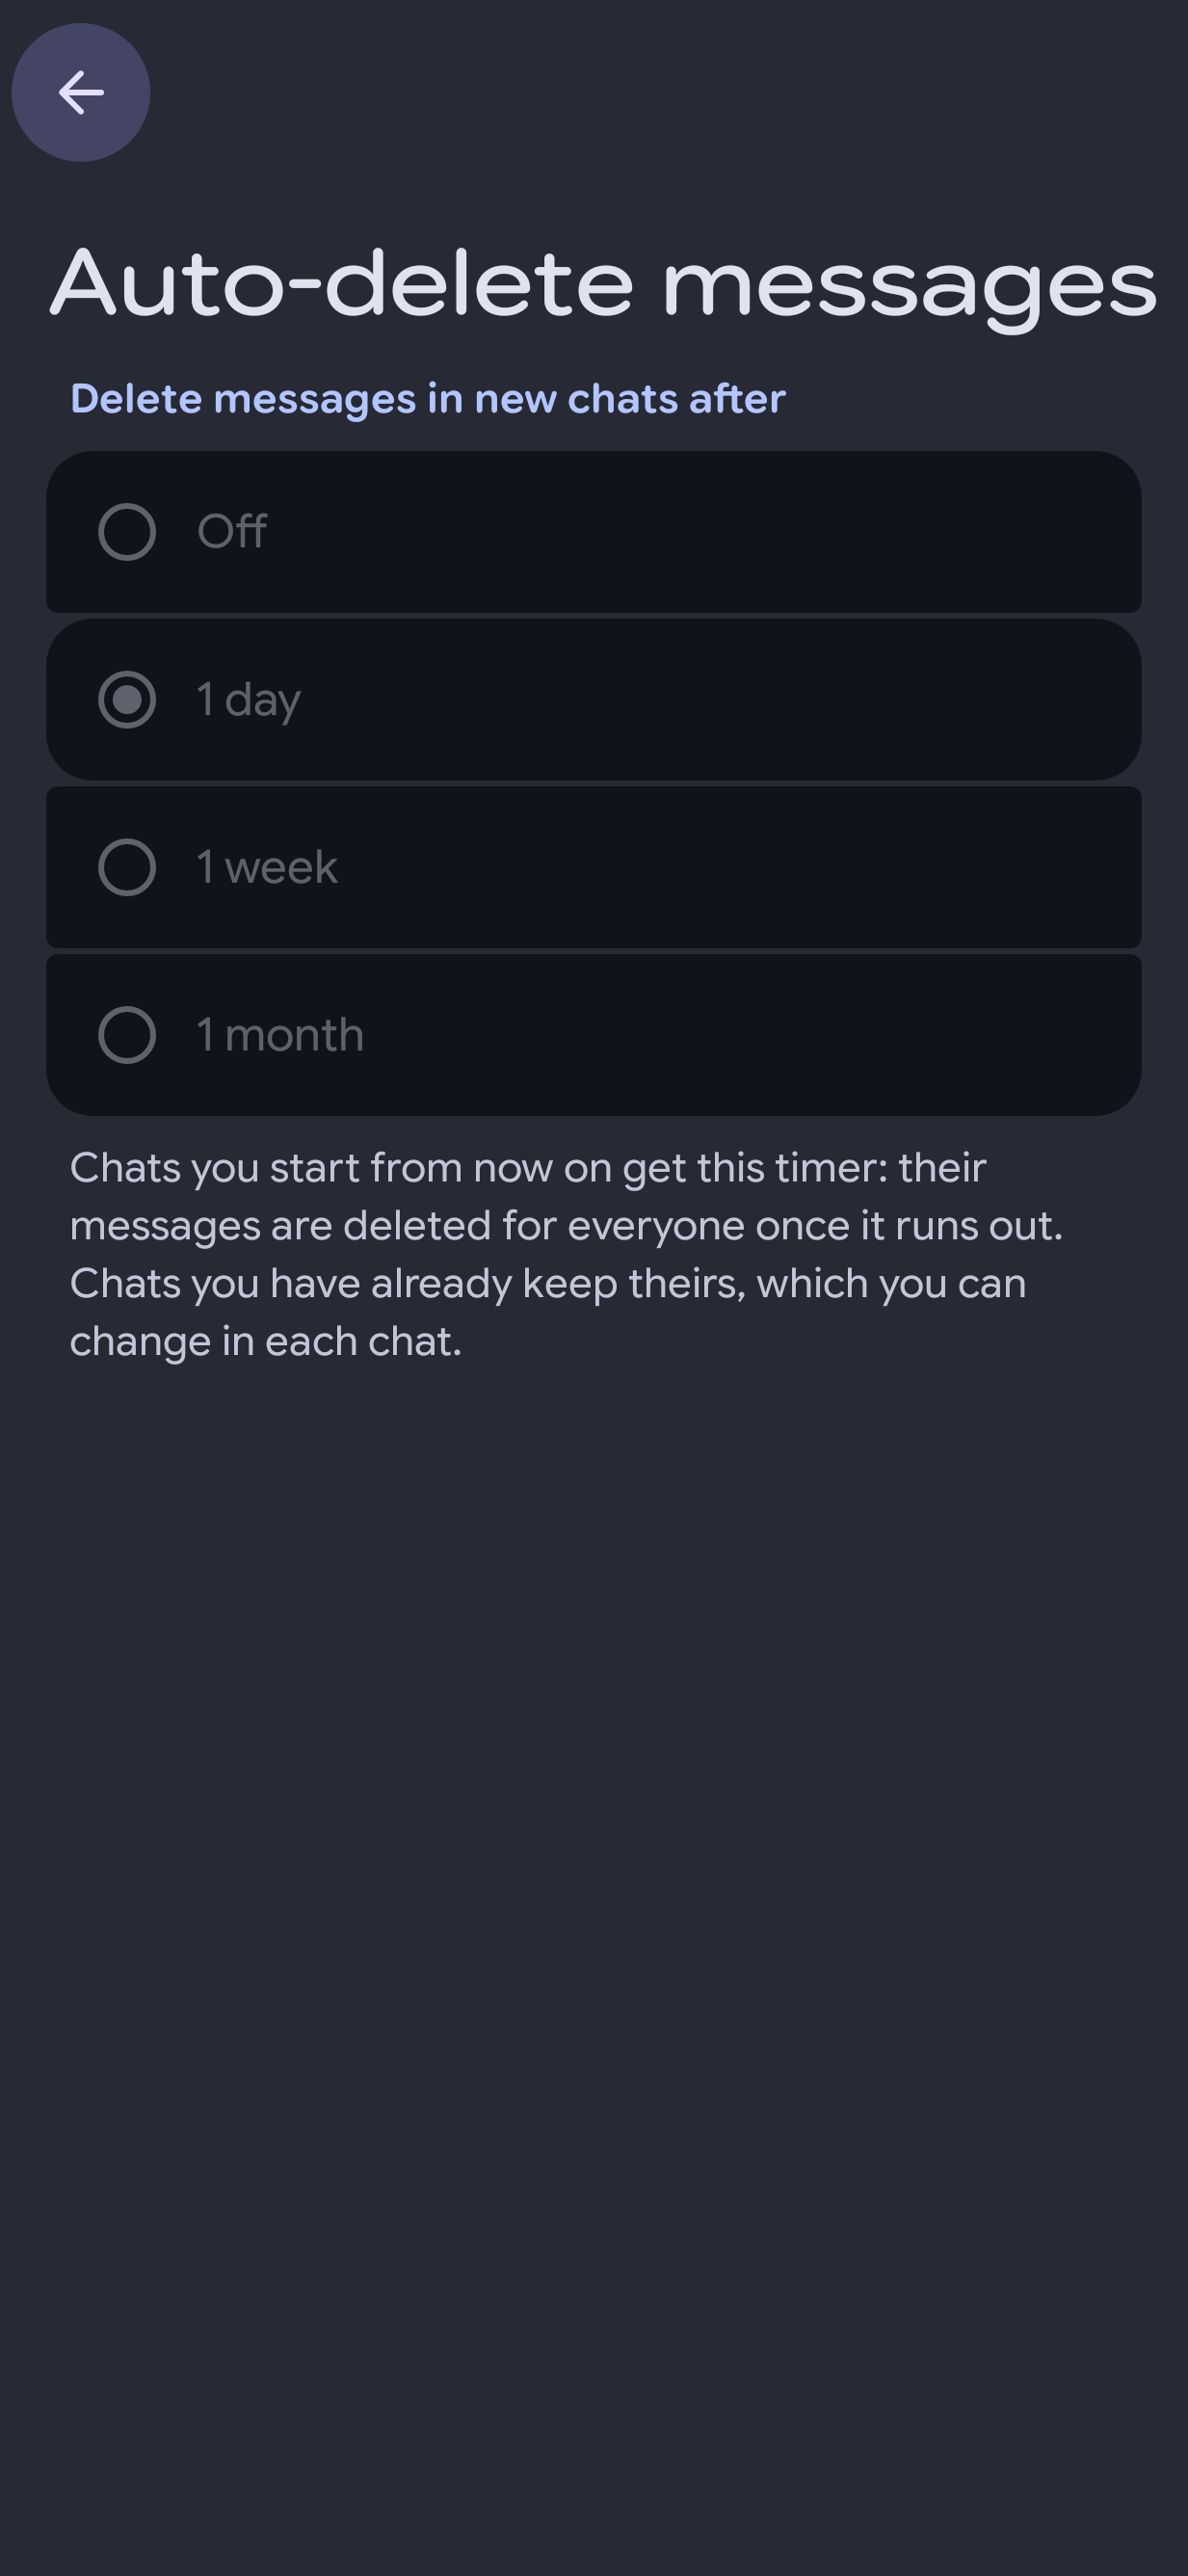 Auto-delete messages
Delete messages in new chats after
Off
1 day
1 week
1 month
Chats you start from now on get this timer: their
messages are deleted for everyone once it runs out.
Chats you have already keep theirs, which you can
change in each chat.